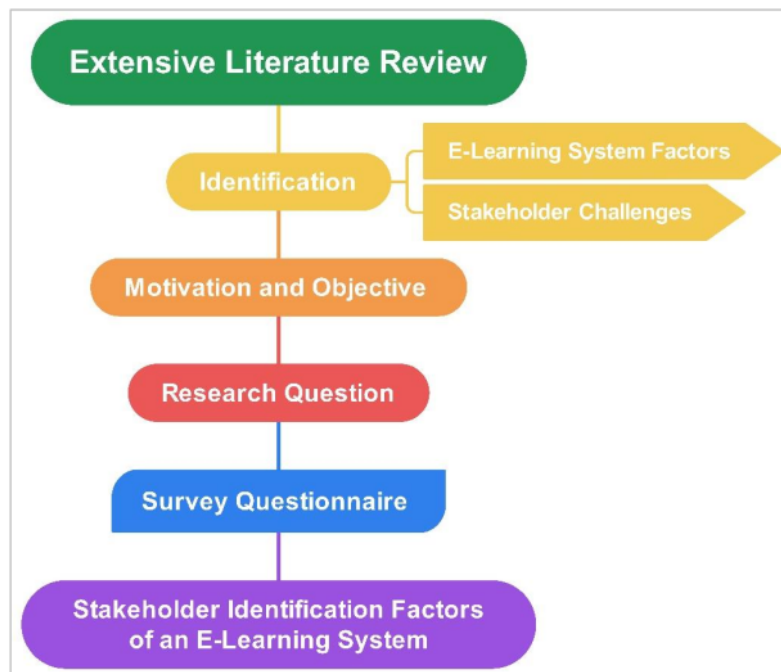 Extensive Literature Review
Identification
E-Learning System Factors
Stakeholder Challenges
Motivation and Objective
Research Question
Survey Questionnaire
Stakeholder Identification Factors
of an E-Learning System